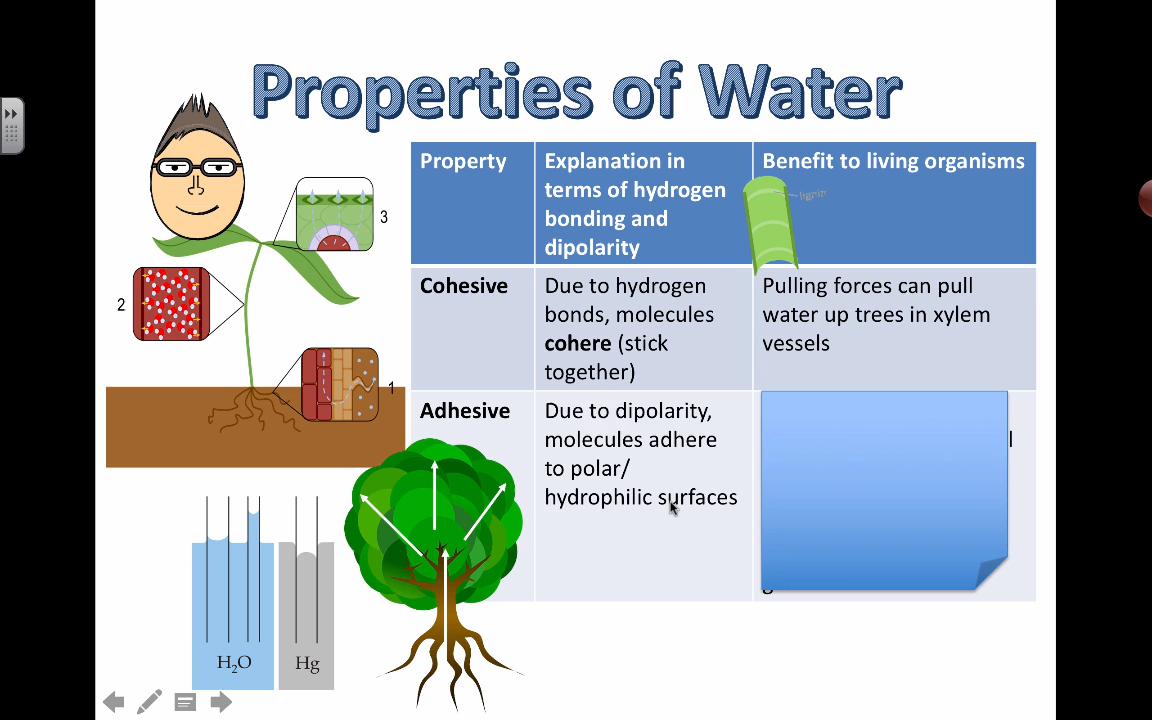 Properties of Water
Property
Explanation in
terms of hydrogen
bonding and
dipolarity
Benefit to living organisms
lignin
Cohesive
Due to hydrogen
bonds, molecules
cohere (stick
together)
Pulling forces can pull
water up trees in xylem
vessels
Adhesive
Due to dipolarity,
molecules adhere
to polar/
hydrophilic surfaces
3
2
1
H₂O
Hg